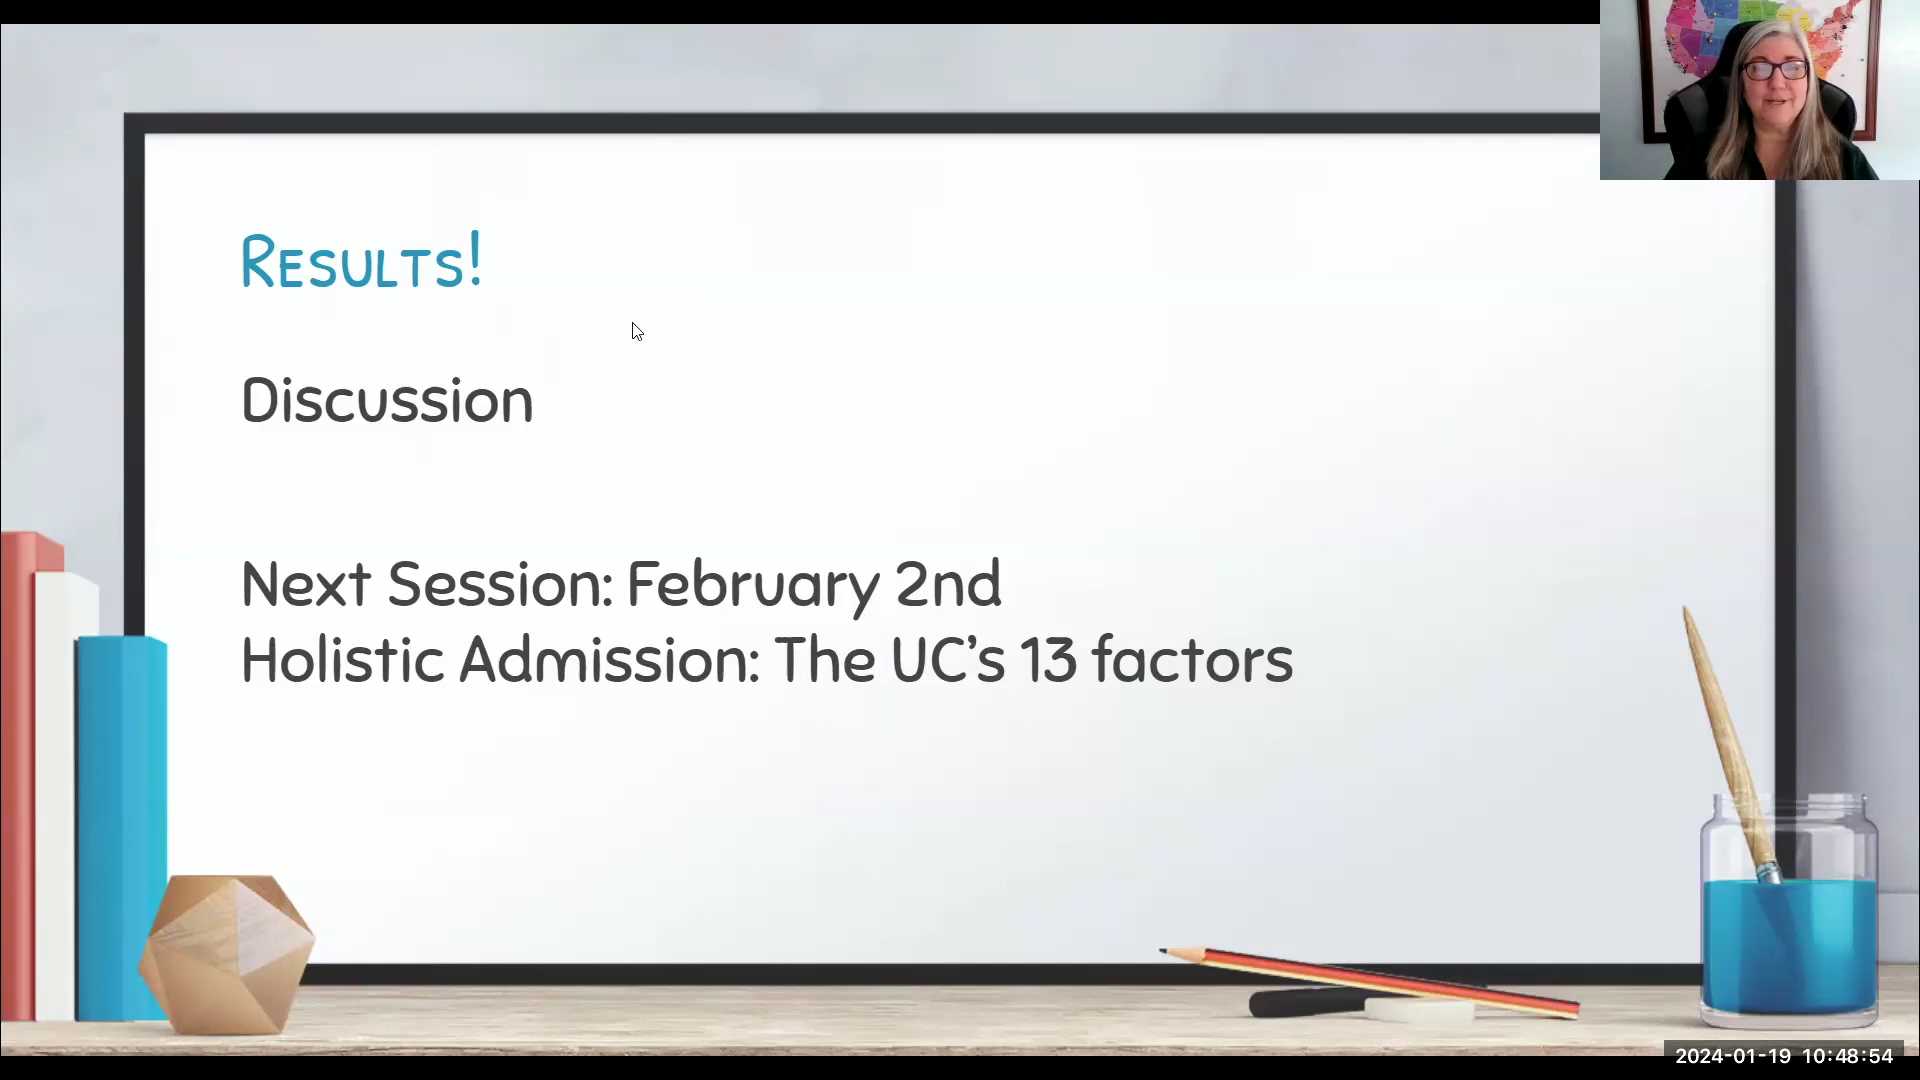 Results!
Discussion
Next Session: February 2nd
Holistic Admission: The UC’s 13 factors
2024-01-19 10:48:54